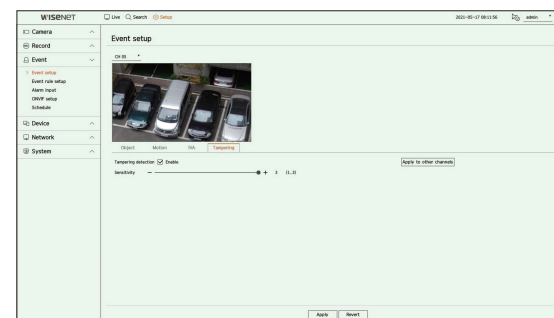 WISENET
Live Search Setup
2021-05-17 08:11:56 admin
Camera
Record
Event
Event setup
Event rule setup
Alarm input
ONVIF setup
Schedule
Device
Network
System
Event setup
CH 05
Object Motion IVA Tampering
Tampering detection Enable
Apply to other channels
Sensitivity − + 3 (1..3)
Apply Revert